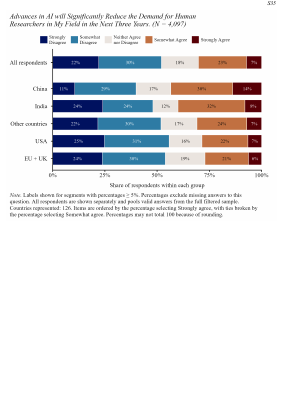 S35
Advances in AI will Significantly Reduce the Demand for Human
Researchers in My Field in the Next Three Years. (N = 4,097)
Strongly Disagree
Somewhat Disagree
Neither Agree nor Disagree
Somewhat Agree
Strongly Agree
All respondents 22% 30% 18% 23% 7%
China 11% 29% 17% 30% 14%
India 24% 24% 12% 32% 8%
Other countries 22% 30% 17% 24% 7%
USA 25% 31% 16% 22% 7%
EU + UK 24% 30% 19% 21% 6%
0% 25% 50% 75% 100%
Share of respondents within each group
Note. Labels shown for segments with percentages ≥ 5%. Percentages exclude missing answers to this
question. All respondents are shown separately and pools valid answers from the full filtered sample.
Countries represented: 126. Items are ordered by the percentage selecting Strongly agree, with ties broken by
the percentage selecting Somewhat agree. Percentages may not total 100 because of rounding.